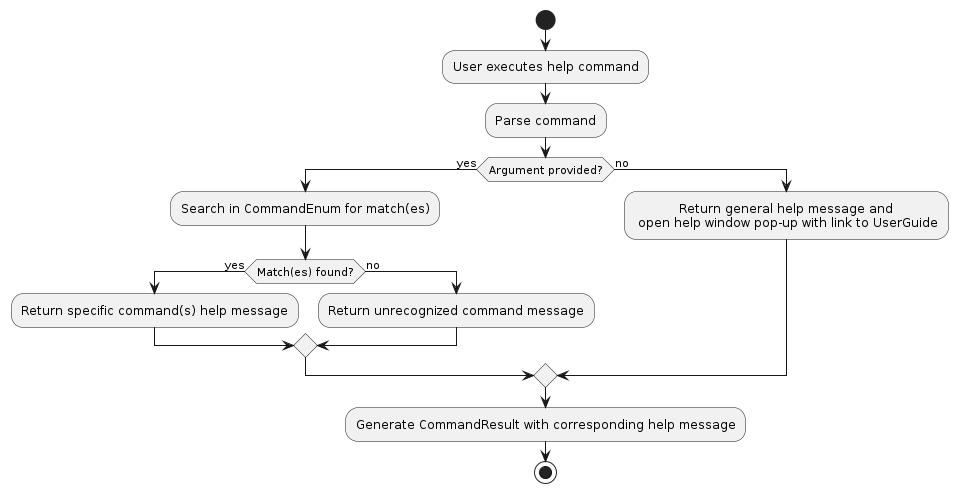 User executes help command
Parse command
yes
Argument provided?
no
Search in CommandEnum for match(es)
Return general help message and
open help window pop-up with link to UserGuide
yes
Match(es) found?
no
Return specific command(s) help message
Return unrecognized command message
Generate CommandResult with corresponding help message